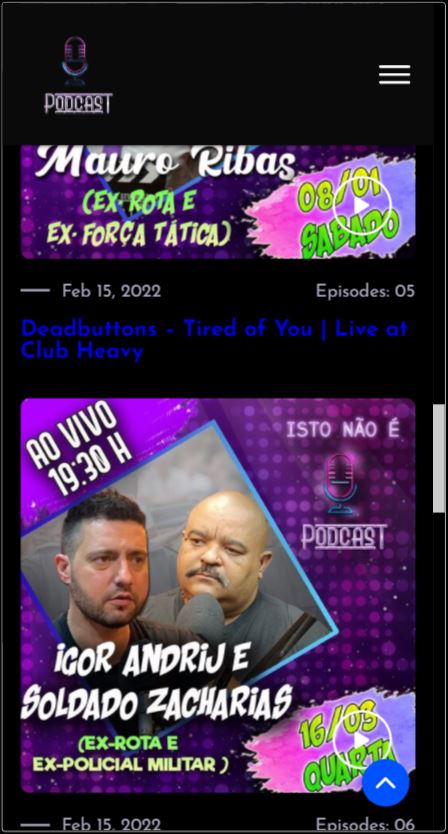 PODCAST
Mauro Ribas
(EX-ROTA E
EX- FORÇA TÁTICA)
08/01
SABADO
Feb 15, 2022
Episodes: 05
Deadbuttons – Tired of You | Live at
Club Heavy
AO VIVO
19:30 H
ISTO NÃO É
PODCAST
IGOR ANDRIJ E
SOLDADO ZACHARIAS
(EX-ROTA E
EX-POLICIAL MILITAR )
16/03
QUARTA
Feb 15, 2022
Episodes: 06